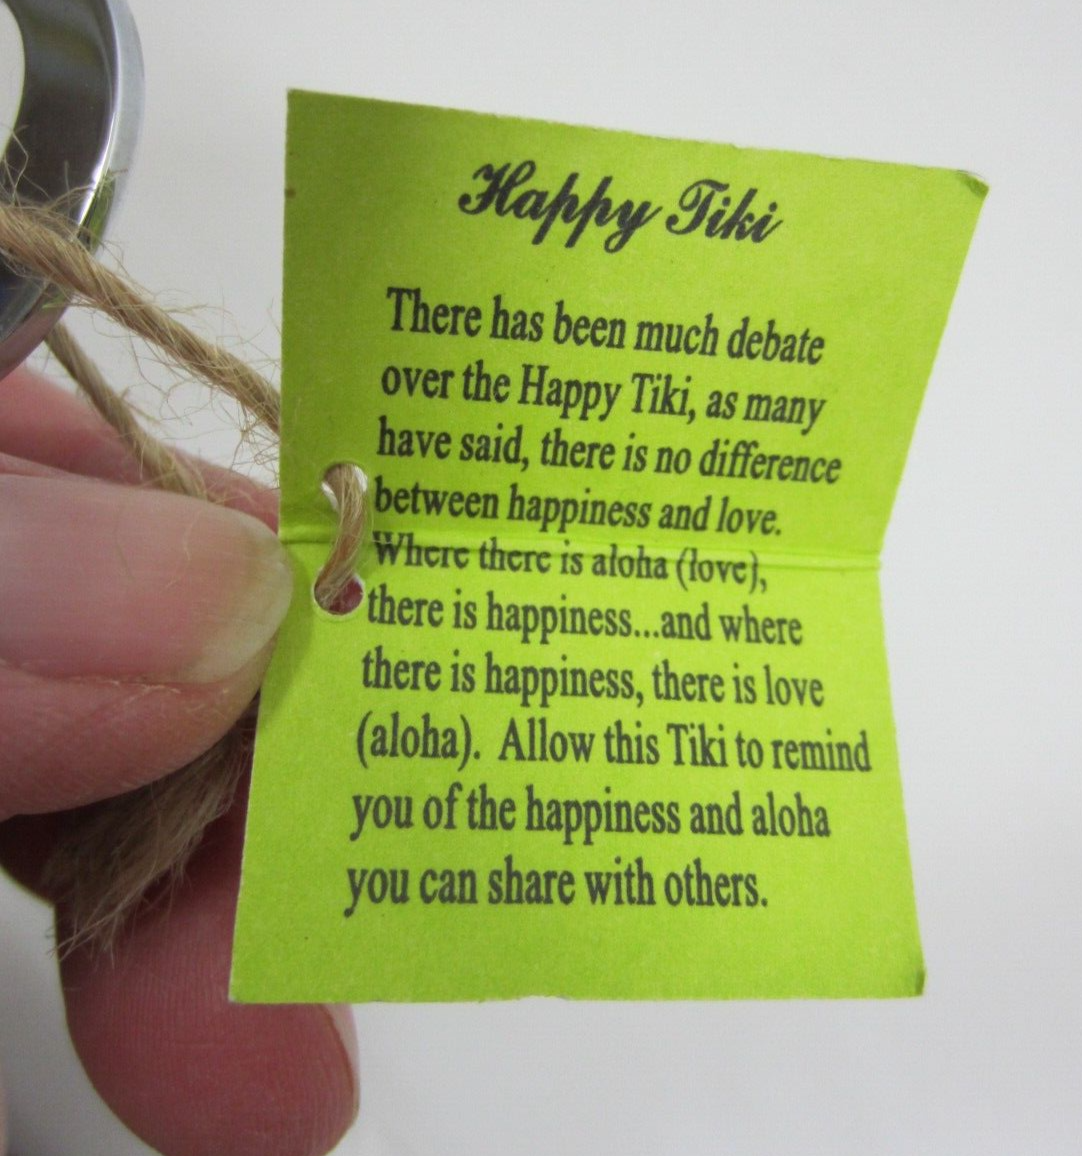 Happy Tiki
There has been much debate
over the Happy Tiki, as many
have said, there is no difference
between happiness and love.
Where there is aloha (love),
there is happiness...and where
there is happiness, there is love
(aloha).  Allow this Tiki to remind
you of the happiness and aloha
you can share with others.